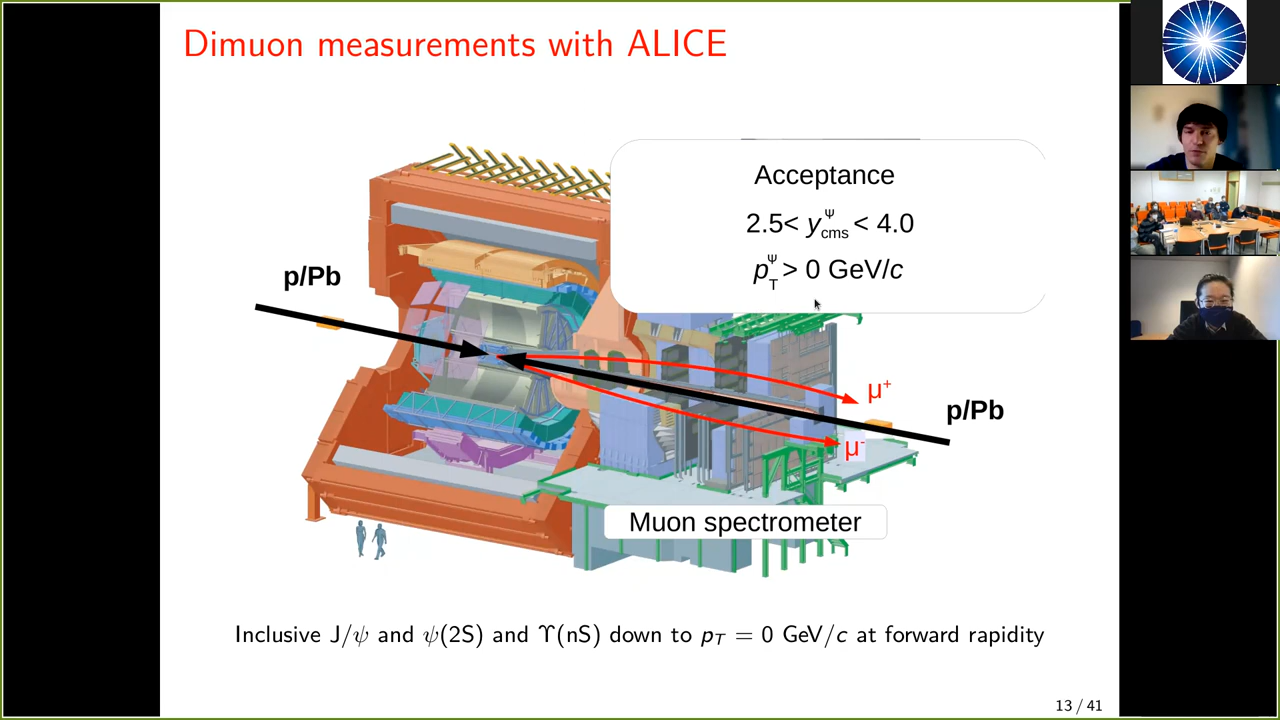 Dimuon measurements with ALICE
Acceptance
2.5< y^ψ_cms < 4.0
p^ψ_T > 0 GeV/c
p/Pb
μ⁺
p/Pb
μ⁻
Muon spectrometer
Inclusive J/ψ and ψ(2S) and ϒ(nS) down to p_T = 0 GeV/c at forward rapidity
13 / 41